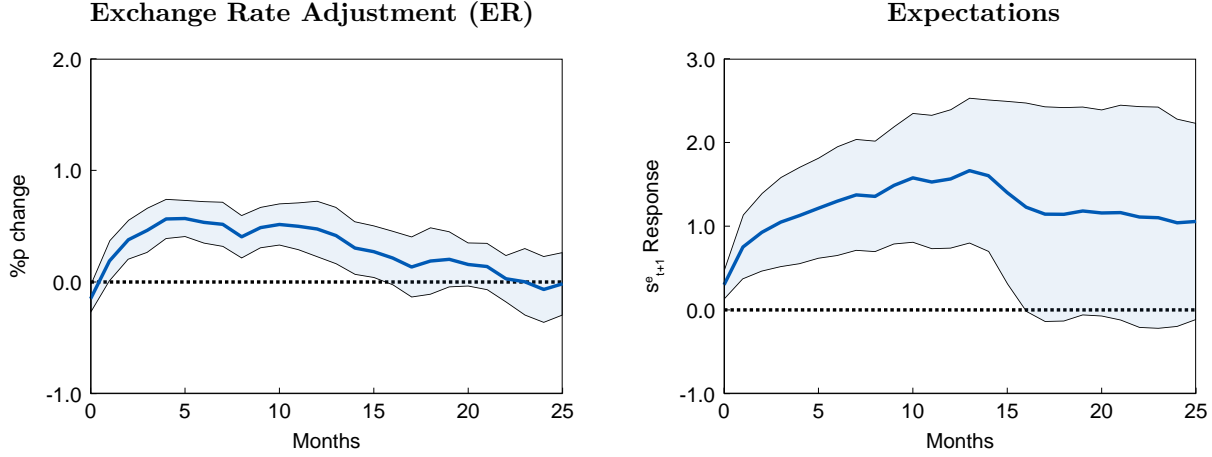 Exchange Rate Adjustment (ER)
2.0
1.0
0.0
-1.0
%p change
0 5 10 15 20 25
Months
Expectations
3.0
2.0
1.0
0.0
-1.0
s^e_{t+1} Response
0 5 10 15 20 25
Months